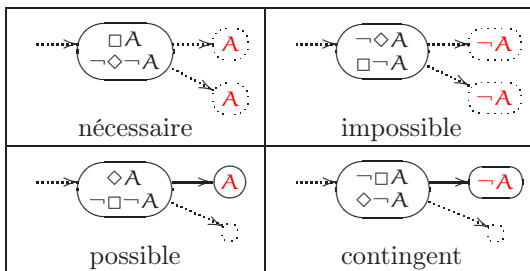 □A
¬◇¬A
A
A
nécessaire
¬◇A
□¬A
¬A
¬A
impossible
◇A
¬□¬A
A
possible
¬□A
◇¬A
¬A
contingent